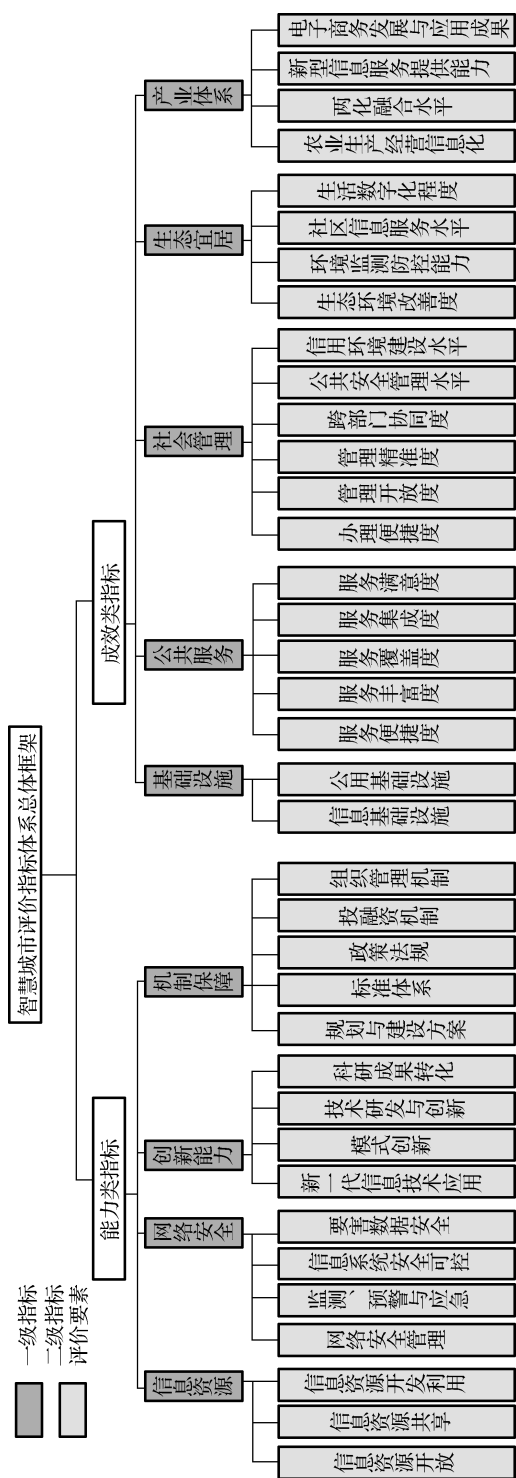 智慧城市评价指标体系总体框架
一级指标
二级指标
评价要素
能力类指标
成效类指标
信息资源
网络安全
创新能力
机制保障
基础设施
公共服务
社会管理
生态宜居
产业体系
信息资源开放
信息资源共享
信息资源开发利用
网络安全管理
监测、预警与应急
信息系统安全可控
要害数据安全
新一代信息技术应用
模式创新
技术研发与创新
科研成果转化
规划与建设方案
标准体系
政策法规
投融资机制
组织管理机制
信息基础设施
公用基础设施
服务便捷度
服务丰富度
服务覆盖度
服务集成度
服务满意度
办理便捷度
管理开放度
管理精准度
跨部门协同度
公共安全管理水平
信用环境建设水平
生态环境改善度
环境监测防控能力
社区信息服务水平
生活数字化程度
农业生产经营信息化
两化融合水平
新型信息服务提供能力
电子商务发展与应用成果